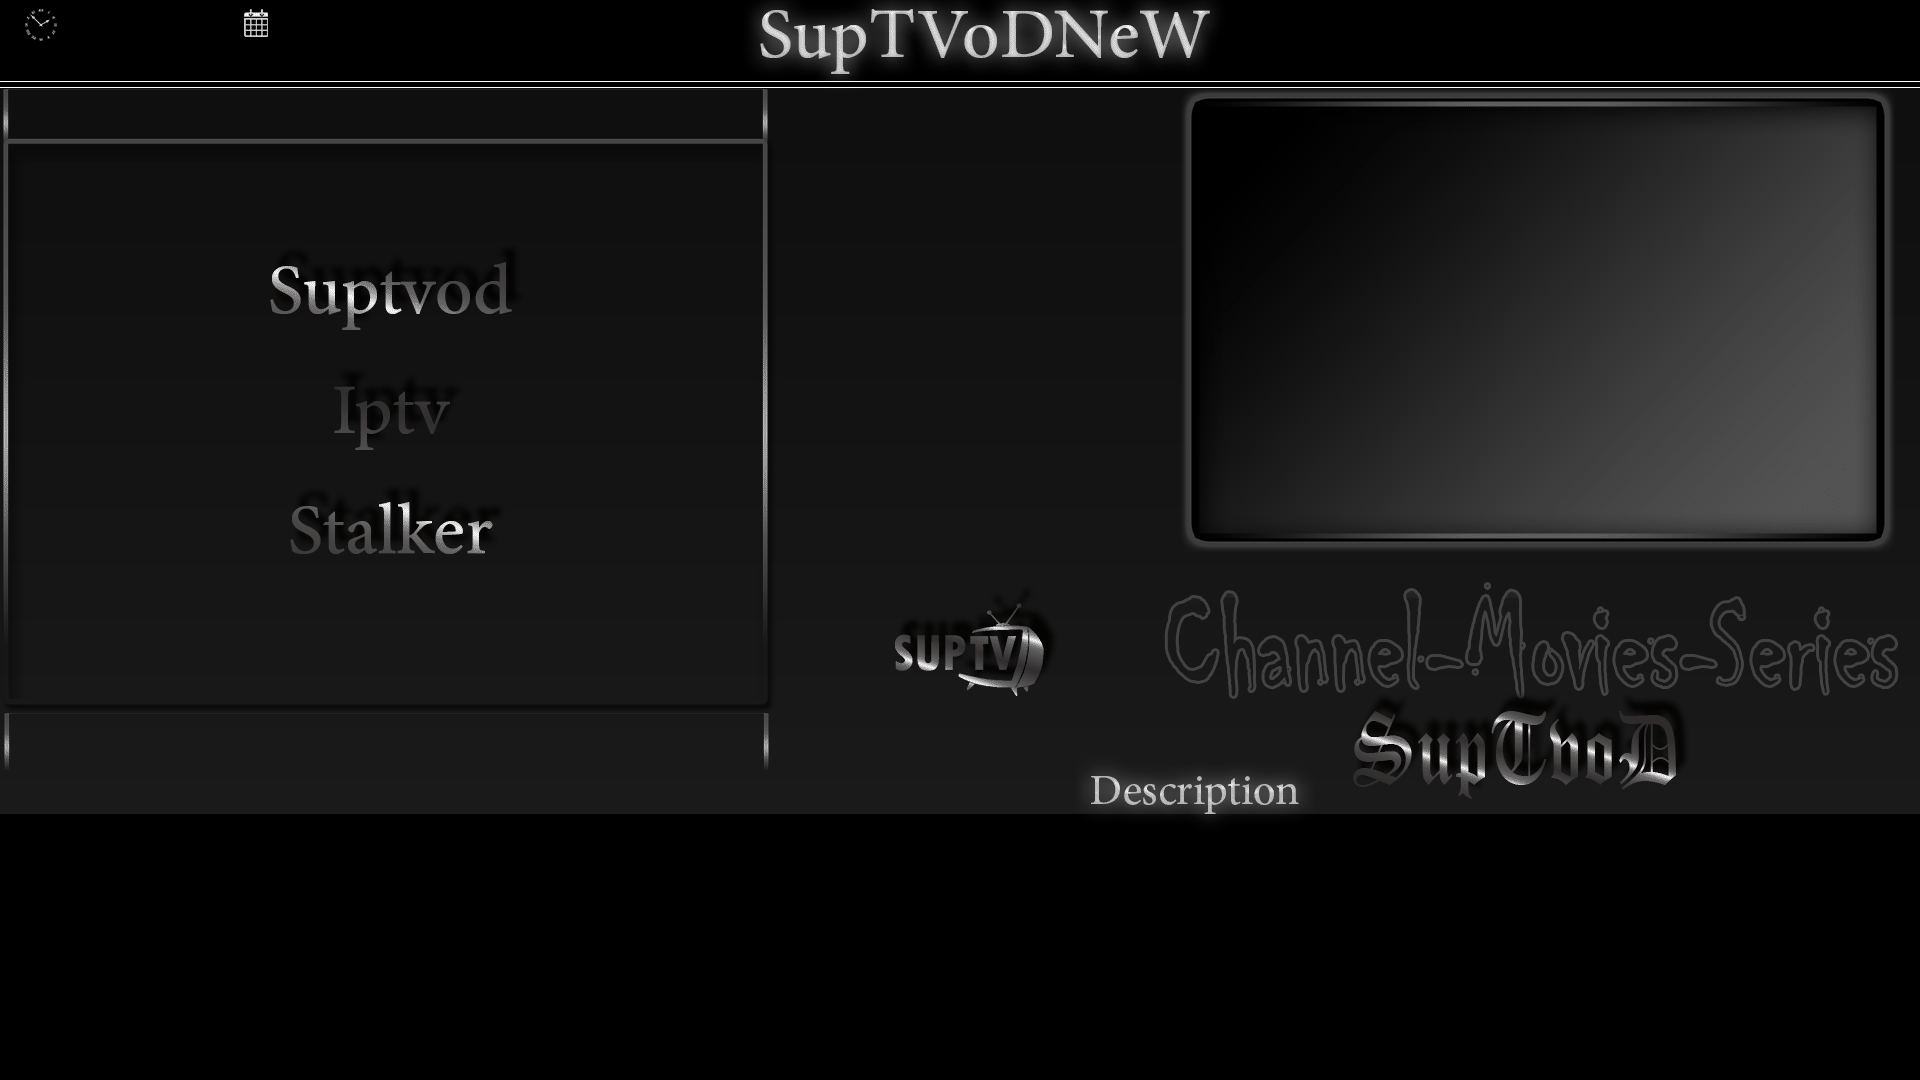 SupTVoDNeW
Suptvod
Iptv
Stalker
SUPTV
Channel-Movies-Series
SupTvoD
Description